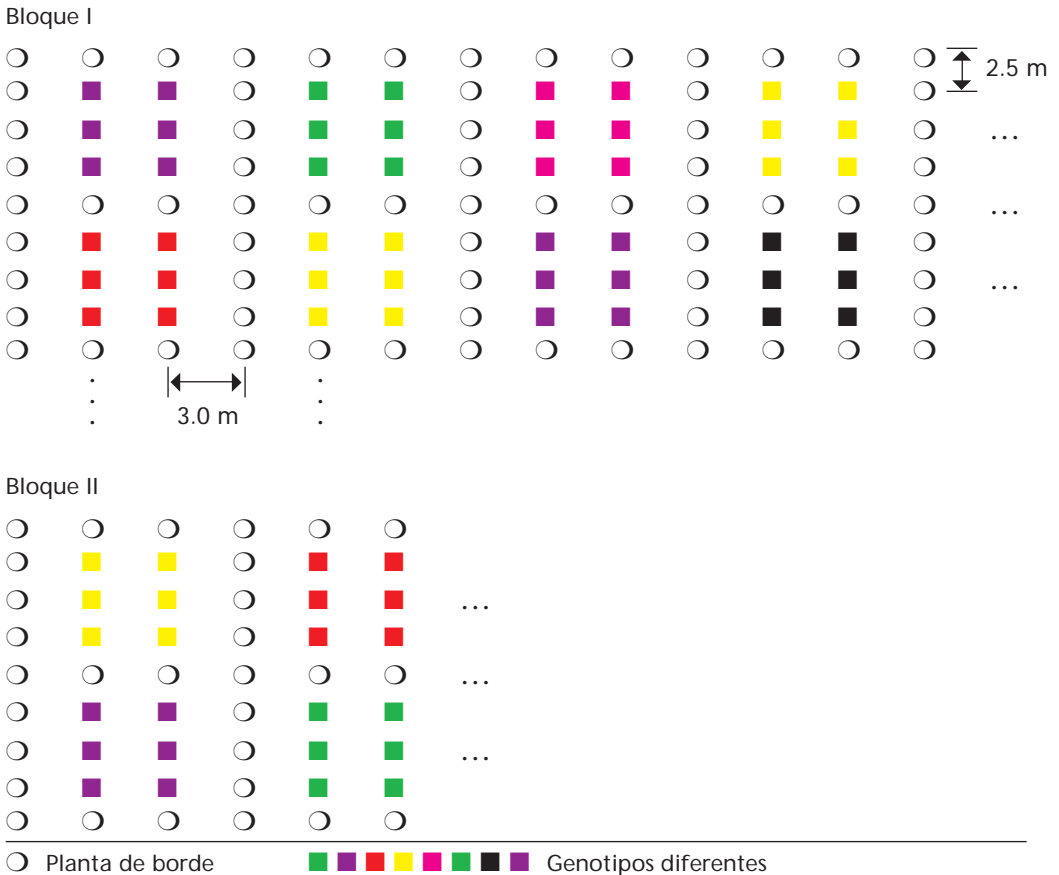 Bloque I
2.5 m
...
...
...
3.0 m
Bloque II
...
...
...
Planta de borde
Genotipos diferentes